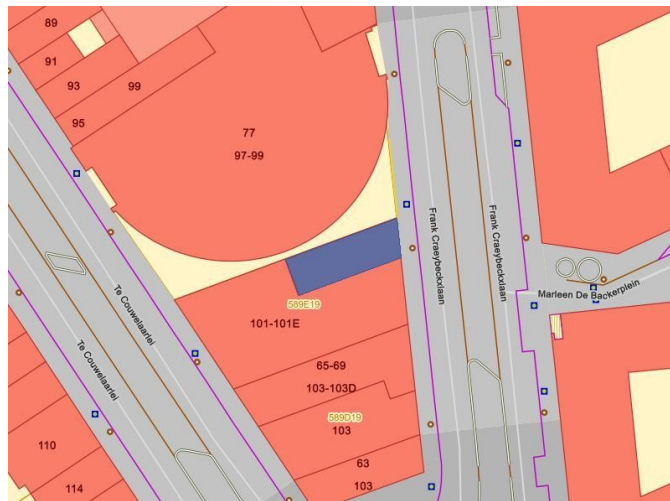 89
91
93
99
95
77
97-99
Frank Craeybeckxlaan
Frank Craeybeckxlaan
Marleen De Backerplein
Te Couwelaarlei
Te Couwelaarlei
589E19
101-101E
65-69
103-103D
589D19
103
63
103
110
114